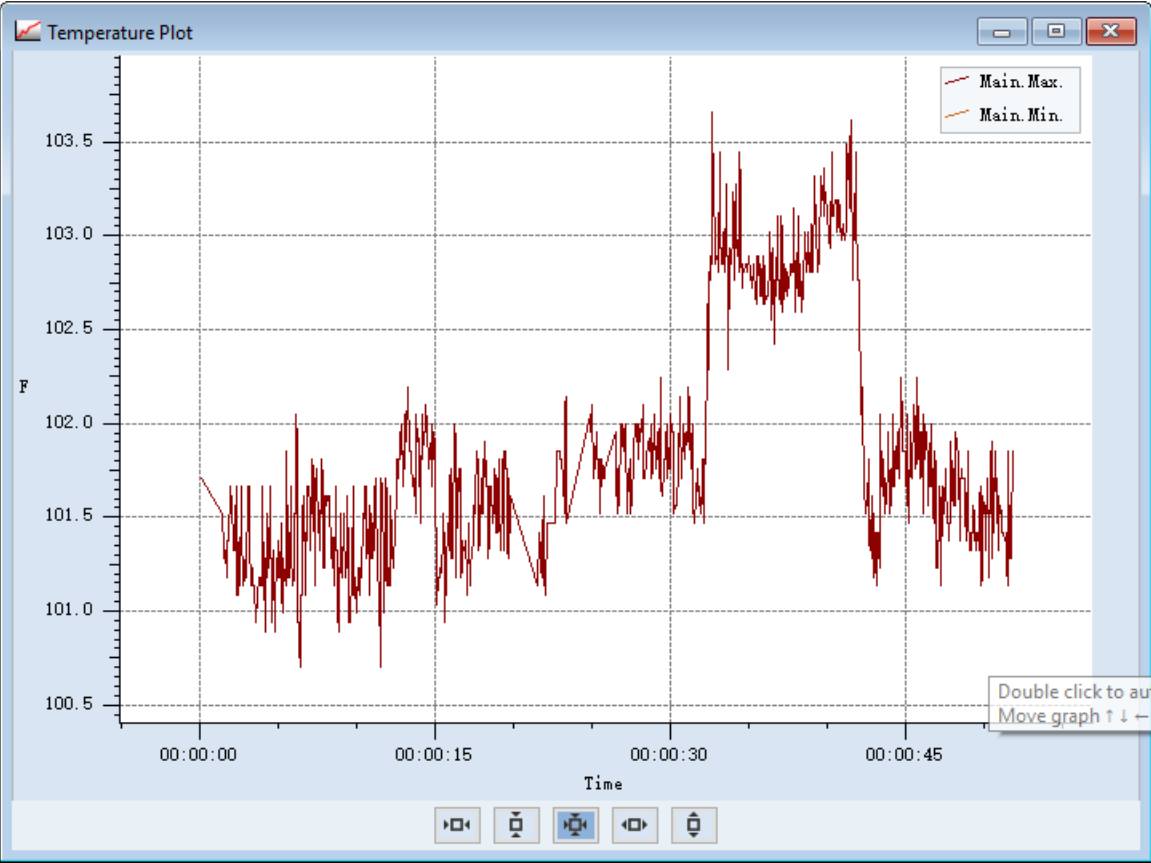 Temperature Plot
Main.Max.
Main.Min.
103.5
103.0
102.5
F
102.0
101.5
101.0
100.5
Double click to au
Move graph ↑ ↓ ←
00:00:00 00:00:15 00:00:30 00:00:45
Time